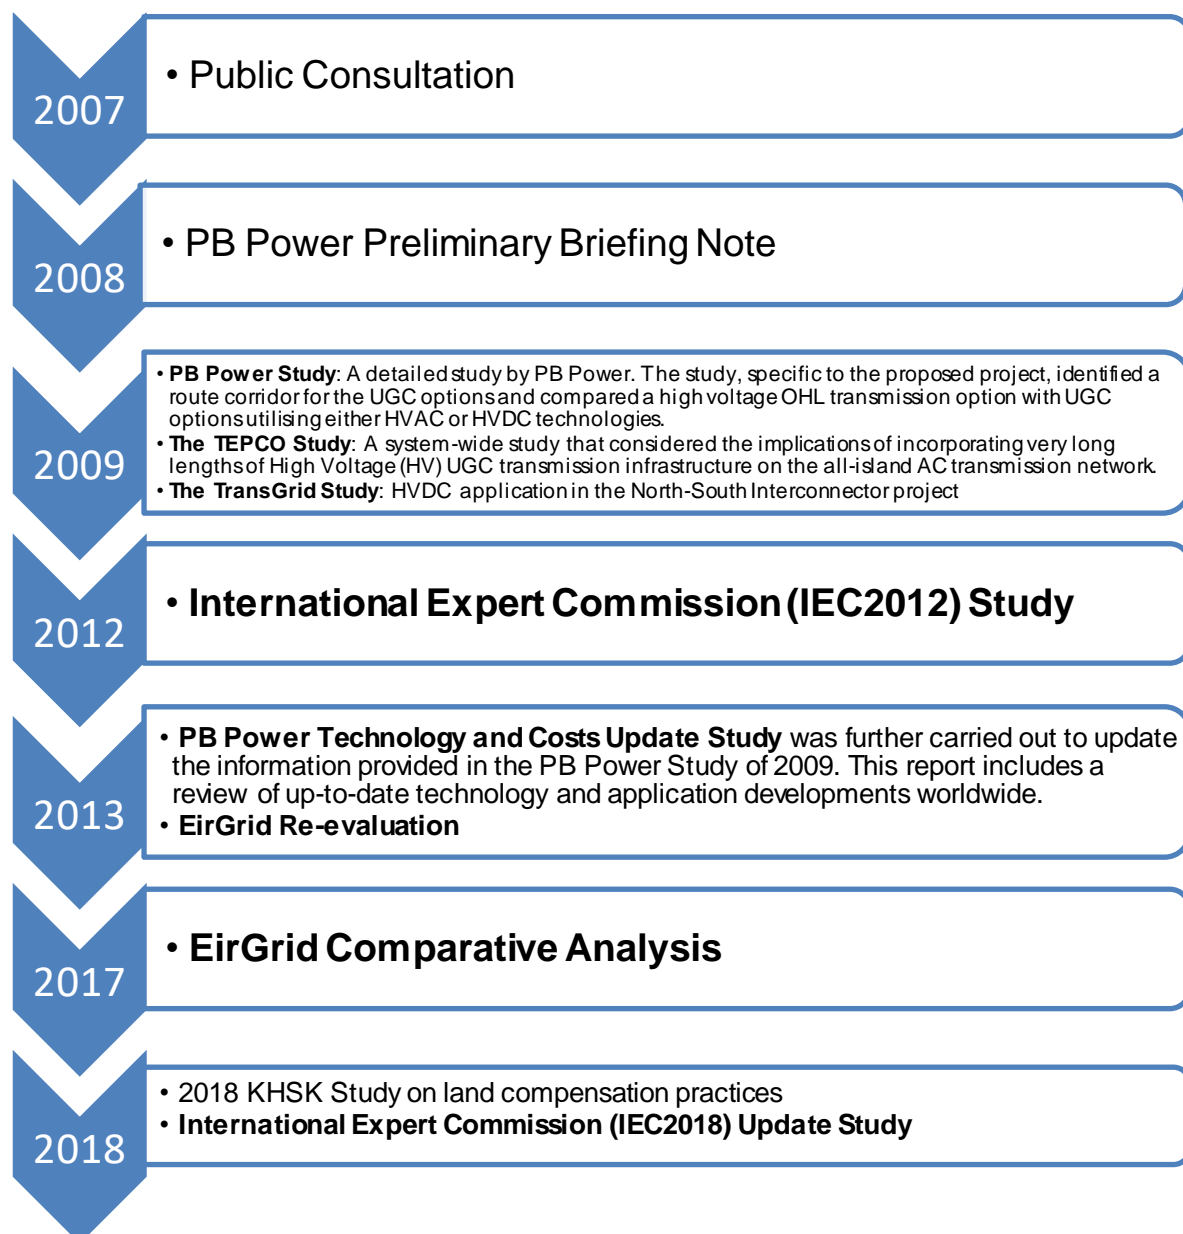 2007
• Public Consultation
2008
• PB Power Preliminary Briefing Note
2009
• PB Power Study: A detailed study by PB Power. The study, specific to the proposed project, identified a
route corridor for the UGC options and compared a high voltage OHL transmission option with UGC
options utilising either HVAC or HVDC technologies.
• The TEPCO Study: A system-wide study that considered the implications of incorporating very long
lengths of High Voltage (HV) UGC transmission infrastructure on the all-island AC transmission network.
• The TransGrid Study: HVDC application in the North-South Interconnector project
2012
• International Expert Commission (IEC2012) Study
2013
• PB Power Technology and Costs Update Study was further carried out to update
the information provided in the PB Power Study of 2009. This report includes a
review of up-to-date technology and application developments worldwide.
• EirGrid Re-evaluation
2017
• EirGrid Comparative Analysis
2018
• 2018 KHSK Study on land compensation practices
• International Expert Commission (IEC2018) Update Study